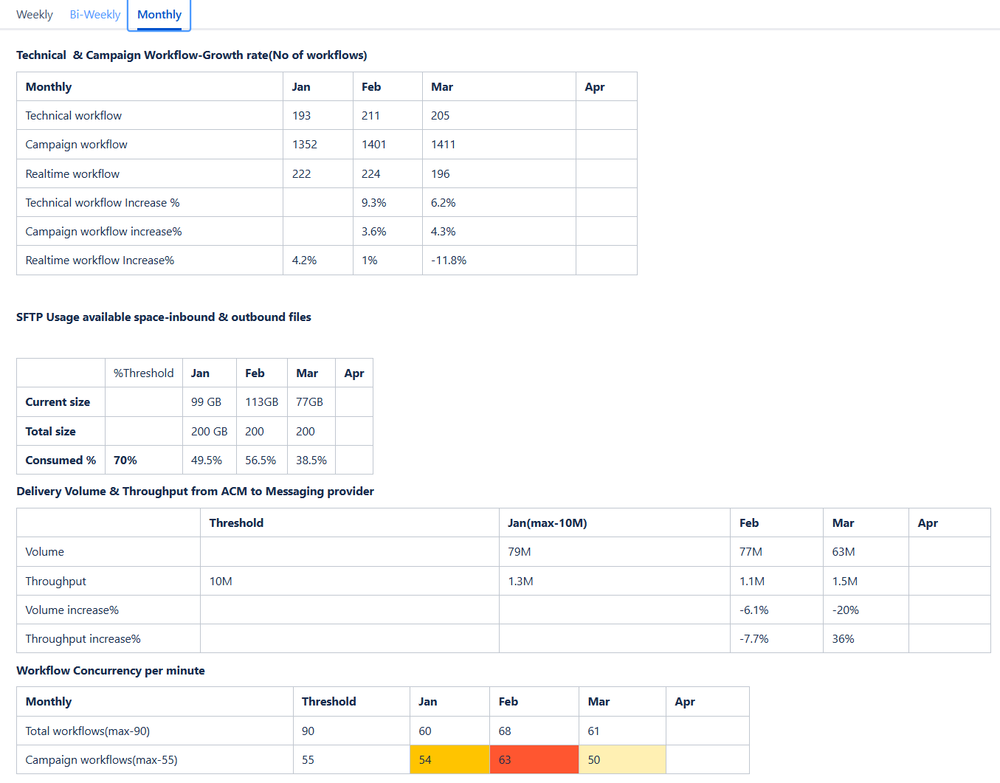 Weekly Bi-Weekly Monthly
Technical & Campaign Workflow-Growth rate(No of workflows)
Monthly Jan Feb Mar Apr
Technical workflow 193 211 205
Campaign workflow 1352 1401 1411
Realtime workflow 222 224 196
Technical workflow Increase % 9.3% 6.2%
Campaign workflow increase% 3.6% 4.3%
Realtime workflow Increase% 4.2% 1% -11.8%
SFTP Usage available space-inbound & outbound files
%Threshold Jan Feb Mar Apr
Current size 99 GB 113GB 77GB
Total size 200 GB 200 200
Consumed % 70% 49.5% 56.5% 38.5%
Delivery Volume & Throughput from ACM to Messaging provider
Threshold Jan(max-10M) Feb Mar Apr
Volume 79M 77M 63M
Throughput 10M 1.3M 1.1M 1.5M
Volume increase% -6.1% -20%
Throughput increase% -7.7% 36%
Workflow Concurrency per minute
Monthly Threshold Jan Feb Mar Apr
Total workflows(max-90) 90 60 68 61
Campaign workflows(max-55) 55 54 63 50